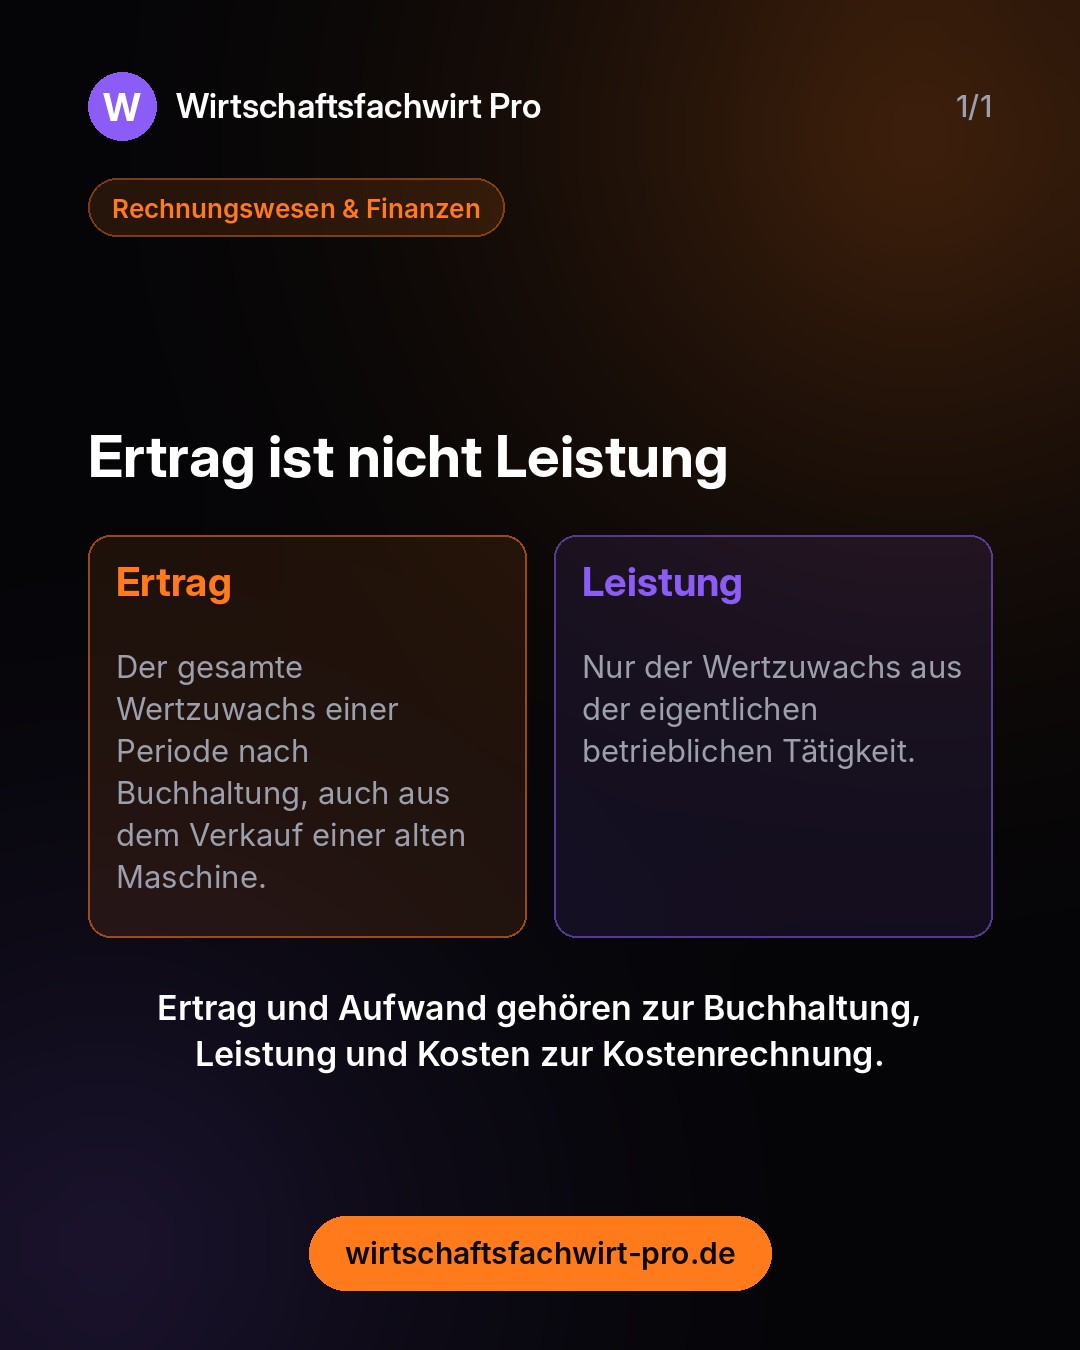 W Wirtschaftsfachwirt Pro 1/1
Rechnungswesen & Finanzen
Ertrag ist nicht Leistung
Ertrag
Der gesamte
Wertzuwachs einer
Periode nach
Buchhaltung, auch aus
dem Verkauf einer alten
Maschine.
Leistung
Nur der Wertzuwachs aus
der eigentlichen
betrieblichen Tätigkeit.
Ertrag und Aufwand gehören zur Buchhaltung,
Leistung und Kosten zur Kostenrechnung.
wirtschaftsfachwirt-pro.de